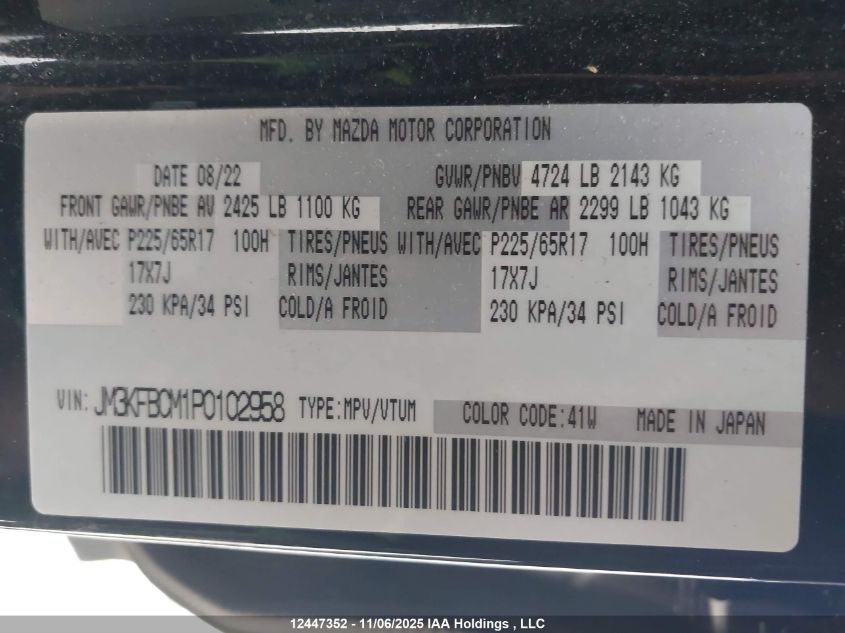 MFD. BY MAZDA MOTOR CORPORATION
DATE 08/22 GVWR/PNBV 4724 LB 2143 KG
FRONT GAWR/PNBE AV 2425 LB 1100 KG REAR GAWR/PNBE AR 2299 LB 1043 KG
WITH/AVEC P225/65R17 100H TIRES/PNEUS WITH/AVEC P225/65R17 100H TIRES/PNEUS
17X7J RIMS/JANTES 17X7J RIMS/JANTES
230 KPA/34 PSI COLD/A FROID 230 KPA/34 PSI COLD/A FROID
VIN: JM3KFBCM1P0102958 TYPE:MPV/VTUM COLOR CODE:41W MADE IN JAPAN
12447352 - 11/06/2025 IAA Holdings , LLC